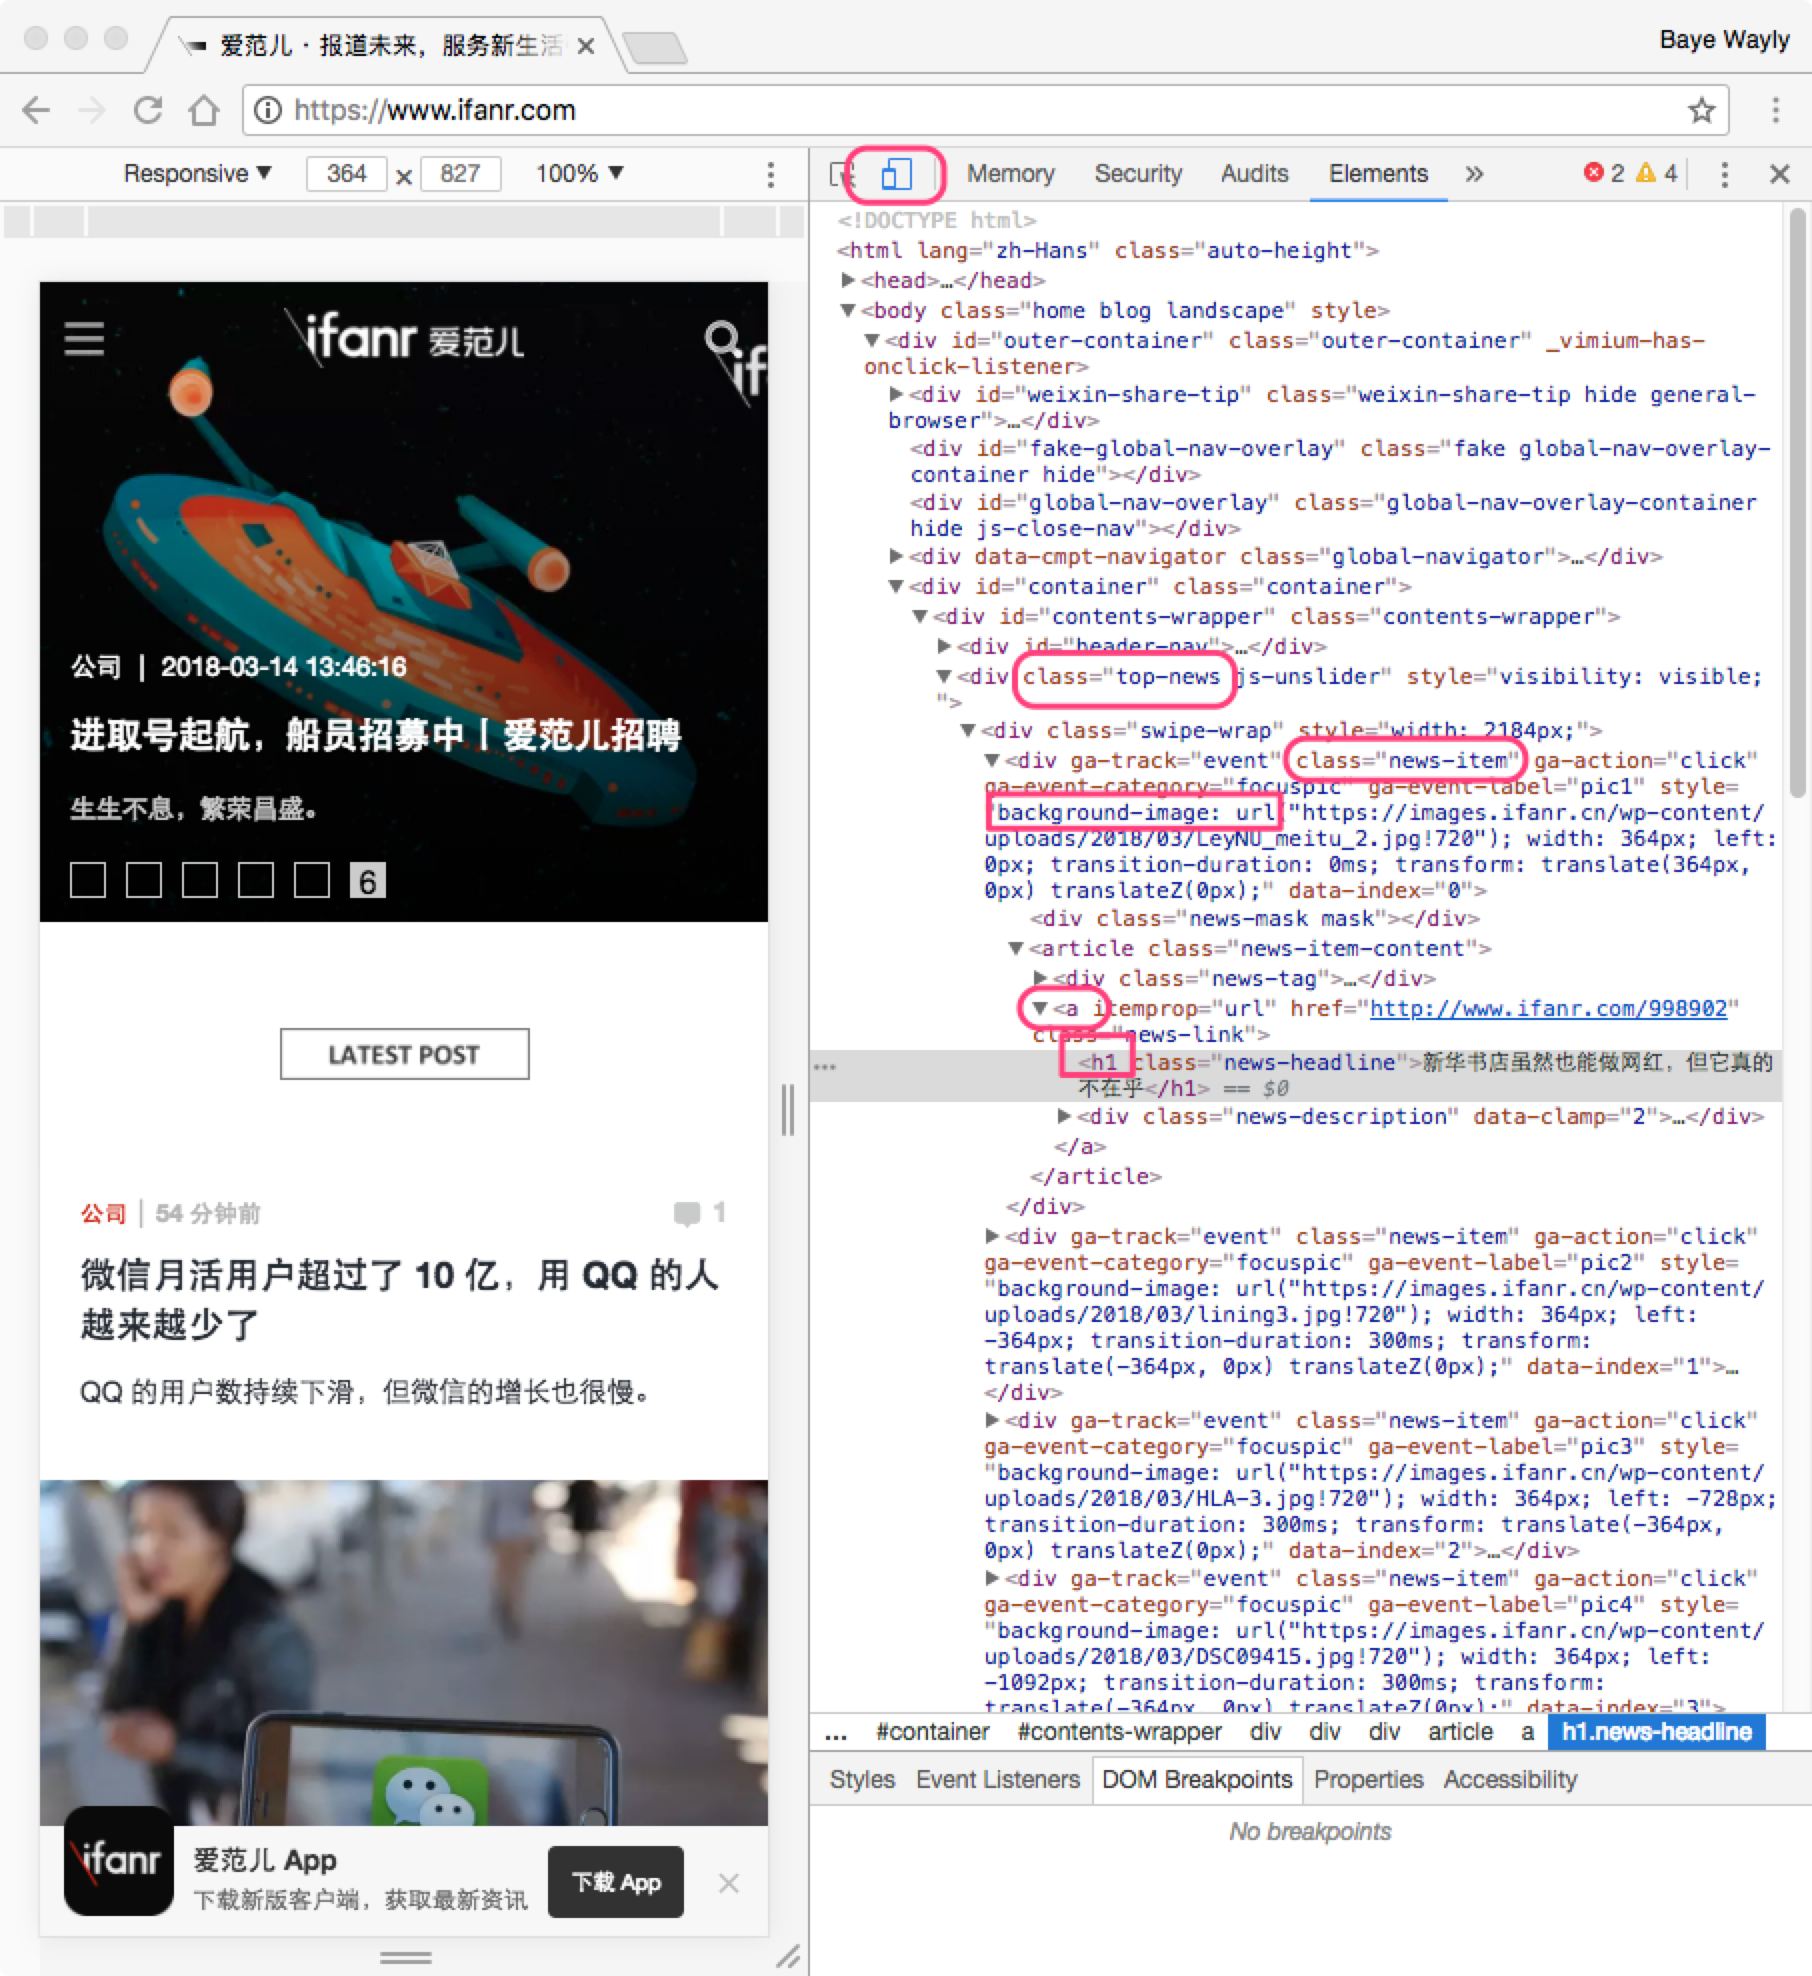 爱范儿 · 报道未来，服务新生活
Baye Wayly
https://www.ifanr.com
Responsive ▼ 364 × 827 100% ▼
Memory Security Audits Elements » 2 4
ifanr 爱范儿
if
公司 | 2018-03-14 13:46:16
进取号起航，船员招募中 | 爱范儿招聘
生生不息，繁荣昌盛。
6
LATEST POST
公司 | 54 分钟前 1
微信月活用户超过了 10 亿，用 QQ 的人
越来越少了
QQ 的用户数持续下滑，但微信的增长也很慢。
ifanr
爱范儿 App
下载新版客户端，获取最新资讯
下载 App
<!DOCTYPE html>
<html lang="zh-Hans" class="auto-height">
▶<head>…</head>
▼<body class="home blog landscape" style>
▼<div id="outer-container" class="outer-container" _vimium-has-
onclick-listener>
▶<div id="weixin-share-tip" class="weixin-share-tip hide general-
browser">…</div>
<div id="fake-global-nav-overlay" class="fake global-nav-overlay-
container hide"></div>
<div id="global-nav-overlay" class="global-nav-overlay-container
hide js-close-nav"></div>
▶<div data-cmpt-navigator class="global-navigator">…</div>
▼<div id="container" class="container">
▼<div id="contents-wrapper" class="contents-wrapper">
▶<div id="header-nav">…</div>
▼<div class="top-news js-unslider" style="visibility: visible;
">
▼<div class="swipe-wrap" style="width: 2184px;">
▼<div ga-track="event" class="news-item" ga-action="click"
ga-event-category="focuspic" ga-event-label="pic1" style=
"background-image: url("https://images.ifanr.cn/wp-content/
uploads/2018/03/LeyNU_meitu_2.jpg!720"); width: 364px; left:
0px; transition-duration: 0ms; transform: translate(364px,
0px) translateZ(0px);" data-index="0">
<div class="news-mask mask"></div>
▼<article class="news-item-content">
▶<div class="news-tag">…</div>
▼<a itemprop="url" href="http://www.ifanr.com/998902"
class="news-link">
<h1 class="news-headline">新华书店虽然也能做网红，但它真的
不在乎</h1> == $0
▶<div class="news-description" data-clamp="2">…</div>
</a>
</article>
</div>
▶<div ga-track="event" class="news-item" ga-action="click"
ga-event-category="focuspic" ga-event-label="pic2" style=
"background-image: url("https://images.ifanr.cn/wp-content/
uploads/2018/03/lining3.jpg!720"); width: 364px; left:
-364px; transition-duration: 300ms; transform:
translate(-364px, 0px) translateZ(0px);" data-index="1">…
</div>
▶<div ga-track="event" class="news-item" ga-action="click"
ga-event-category="focuspic" ga-event-label="pic3" style=
"background-image: url("https://images.ifanr.cn/wp-content/
uploads/2018/03/HLA-3.jpg!720"); width: 364px; left: -728px;
transition-duration: 300ms; transform: translate(-364px,
0px) translateZ(0px);" data-index="2">…</div>
▶<div ga-track="event" class="news-item" ga-action="click"
ga-event-category="focuspic" ga-event-label="pic4" style=
"background-image: url("https://images.ifanr.cn/wp-content/
uploads/2018/03/DSC09415.jpg!720"); width: 364px; left:
-1092px; transition-duration: 300ms; transform:
translate(-364px, 0px) translateZ(0px);" data-index="3">
... #container #contents-wrapper div div div article a h1.news-headline
Styles Event Listeners DOM Breakpoints Properties Accessibility
No breakpoints